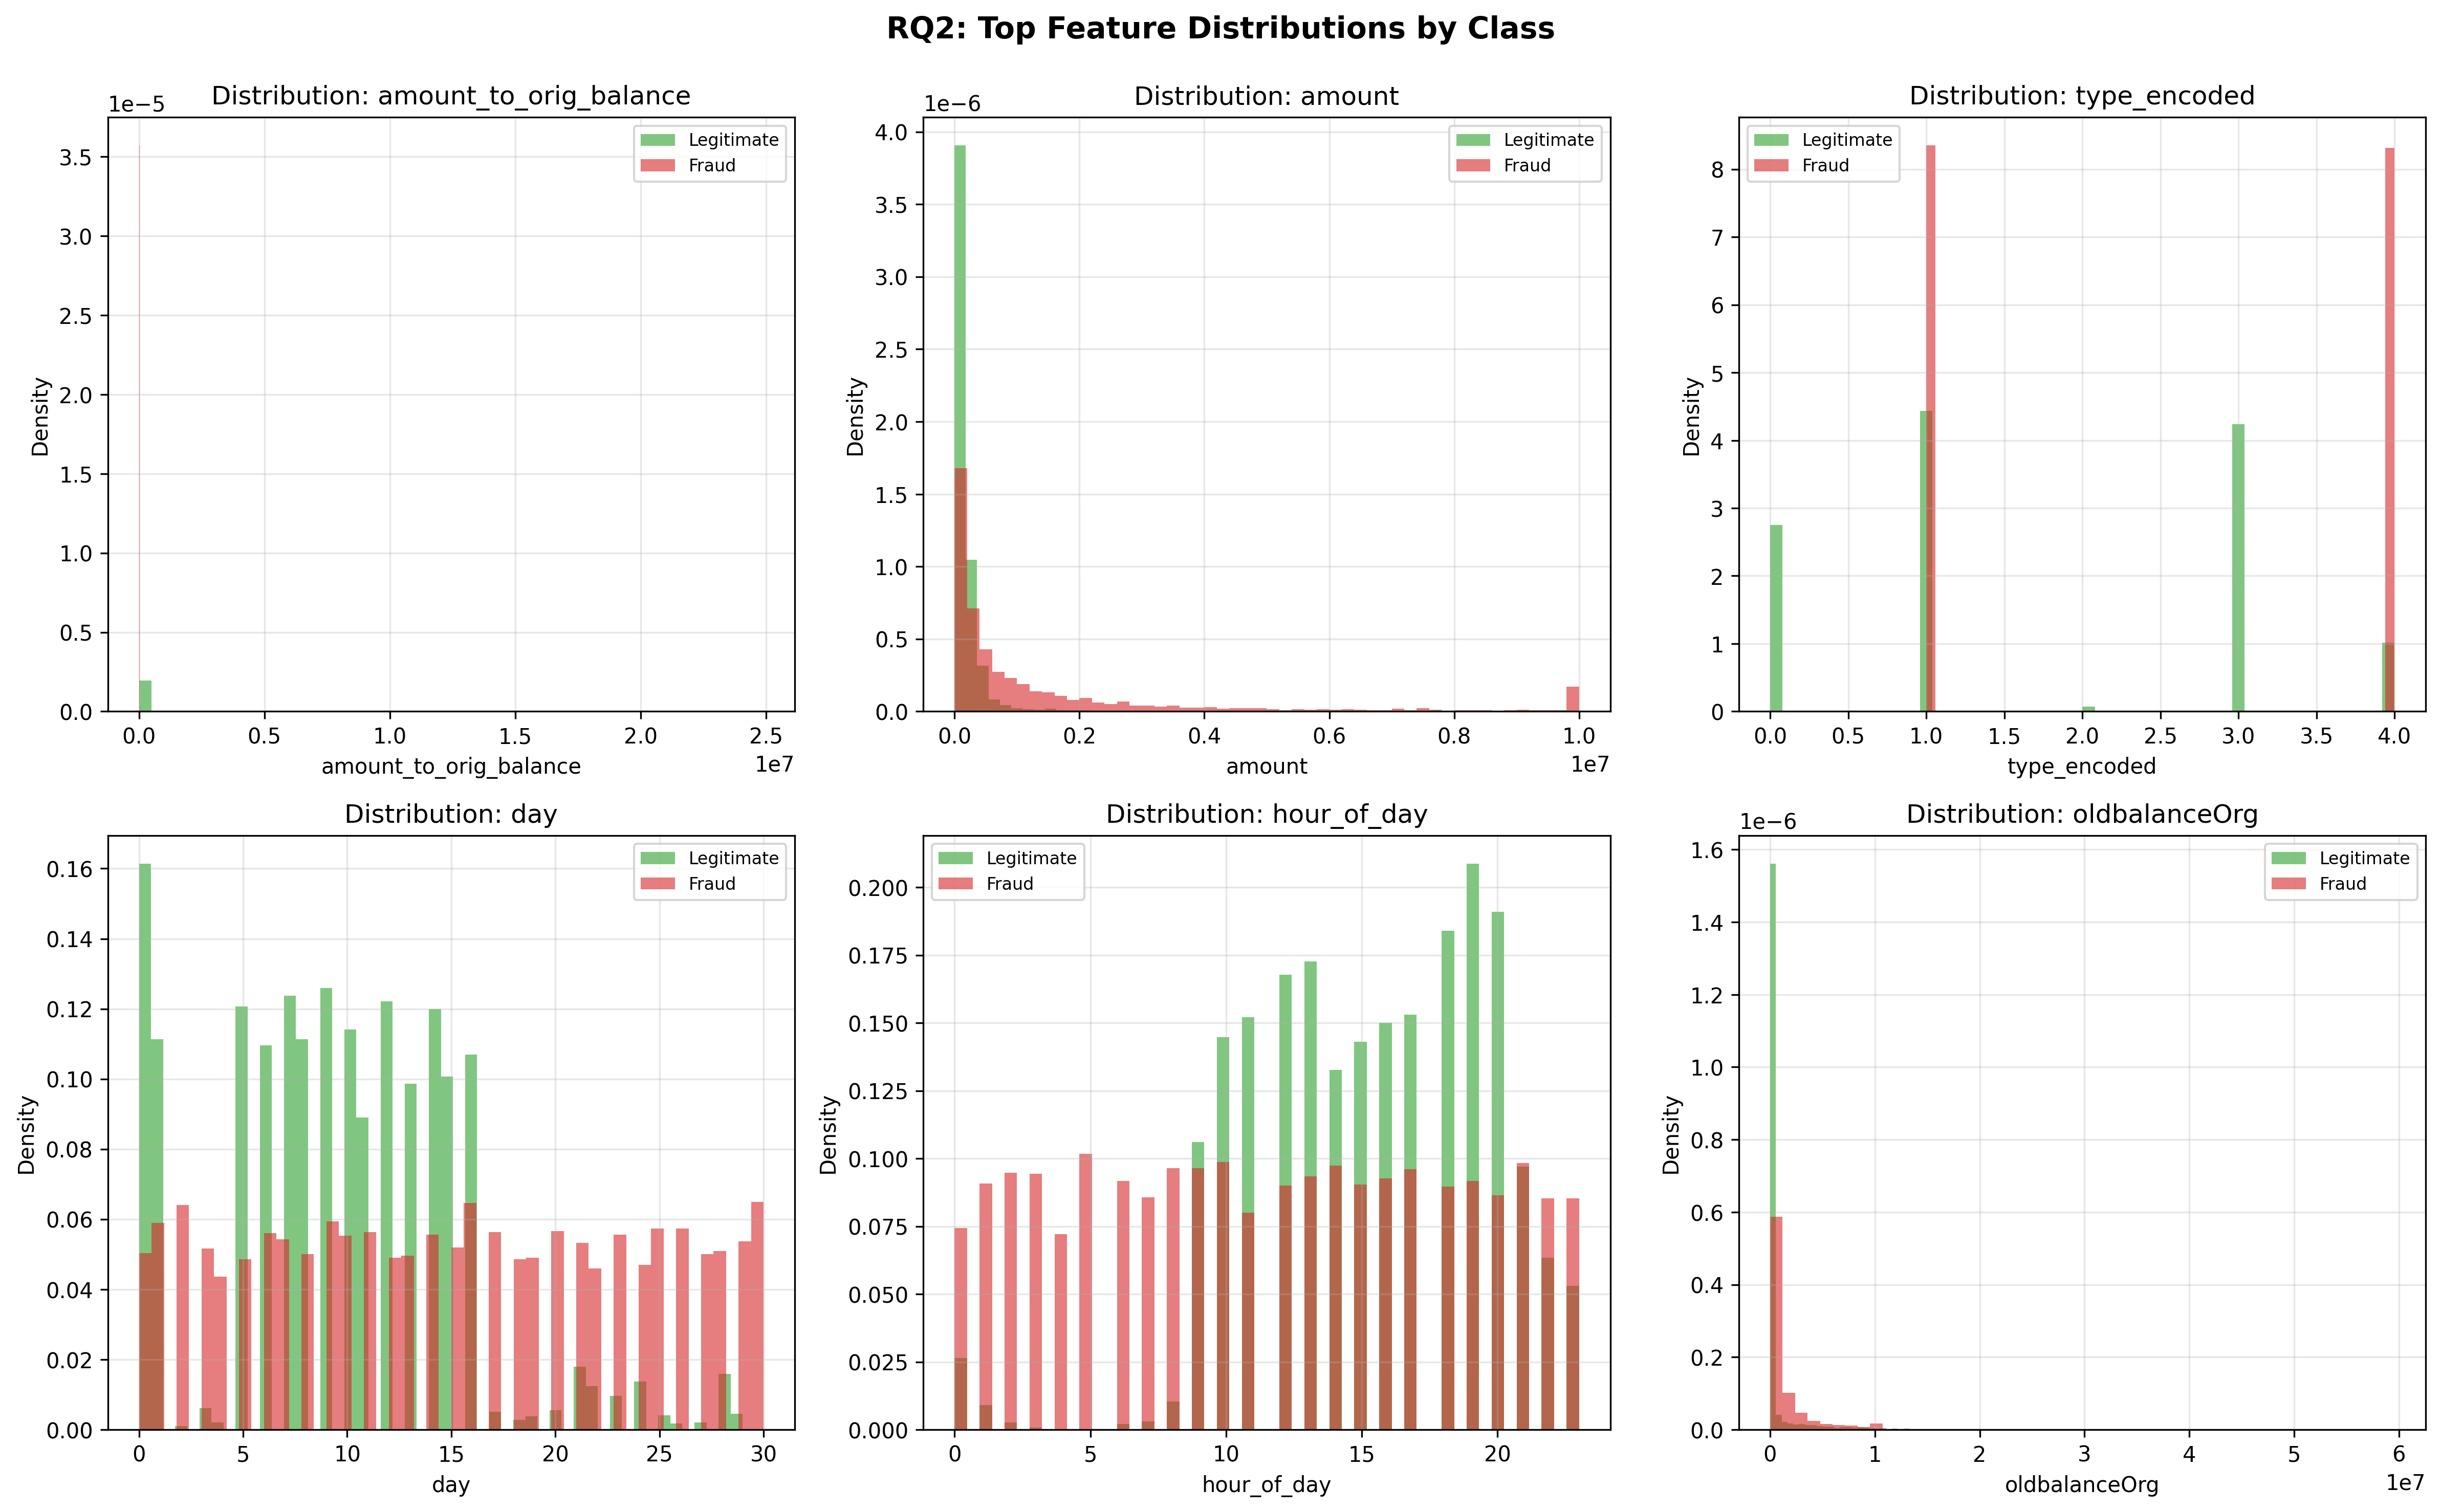 RQ2: Top Feature Distributions by Class
Distribution: amount_to_orig_balance
1e−5
Legitimate
Fraud
3.5
3.0
2.5
2.0
1.5
1.0
0.5
0.0
Density
0.0 0.5 1.0 1.5 2.0 2.5
1e7
amount_to_orig_balance
Distribution: amount
1e−6
Legitimate
Fraud
4.0
3.5
3.0
2.5
2.0
1.5
1.0
0.5
0.0
Density
0.0 0.2 0.4 0.6 0.8 1.0
1e7
amount
Distribution: type_encoded
Legitimate
Fraud
8
7
6
5
4
3
2
1
0
Density
0.0 0.5 1.0 1.5 2.0 2.5 3.0 3.5 4.0
type_encoded
Distribution: day
Legitimate
Fraud
0.16
0.14
0.12
0.10
0.08
0.06
0.04
0.02
0.00
Density
0 5 10 15 20 25 30
day
Distribution: hour_of_day
Legitimate
Fraud
0.200
0.175
0.150
0.125
0.100
0.075
0.050
0.025
0.000
Density
0 5 10 15 20
hour_of_day
Distribution: oldbalanceOrg
1e−6
Legitimate
Fraud
1.6
1.4
1.2
1.0
0.8
0.6
0.4
0.2
0.0
Density
0 1 2 3 4 5 6
1e7
oldbalanceOrg